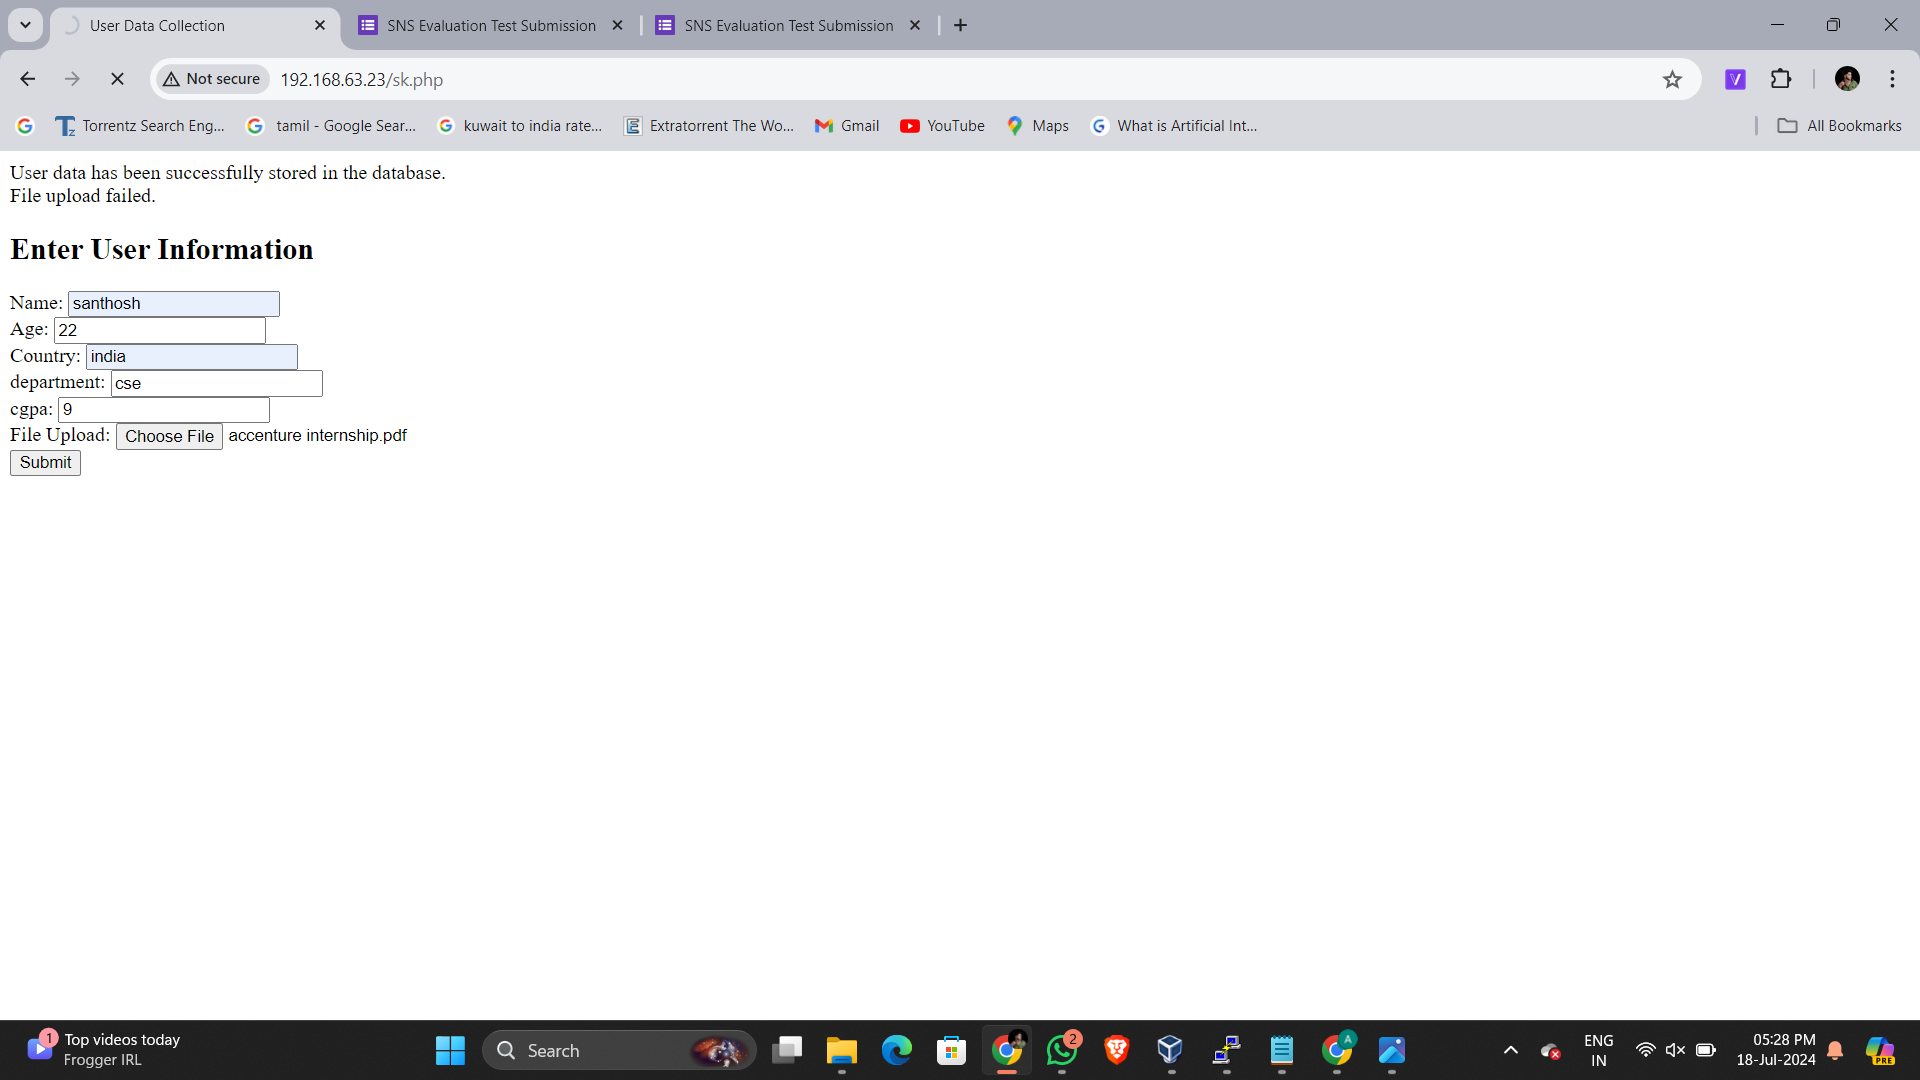 User Data Collection
SNS Evaluation Test Submission
SNS Evaluation Test Submission
Not secure
192.168.63.23/sk.php
Torrentz Search Eng...
tamil - Google Sear...
kuwait to india rate...
Extratorrent The Wo...
Gmail
YouTube
Maps
What is Artificial Int...
All Bookmarks
User data has been successfully stored in the database.
File upload failed.
Enter User Information
Name: santhosh
Age: 22
Country: india
department: cse
cgpa: 9
File Upload: Choose File accenture internship.pdf
Submit
1
Top videos today
Frogger IRL
Search
2
A
ENG
IN
05:28 PM
18-Jul-2024
PRE